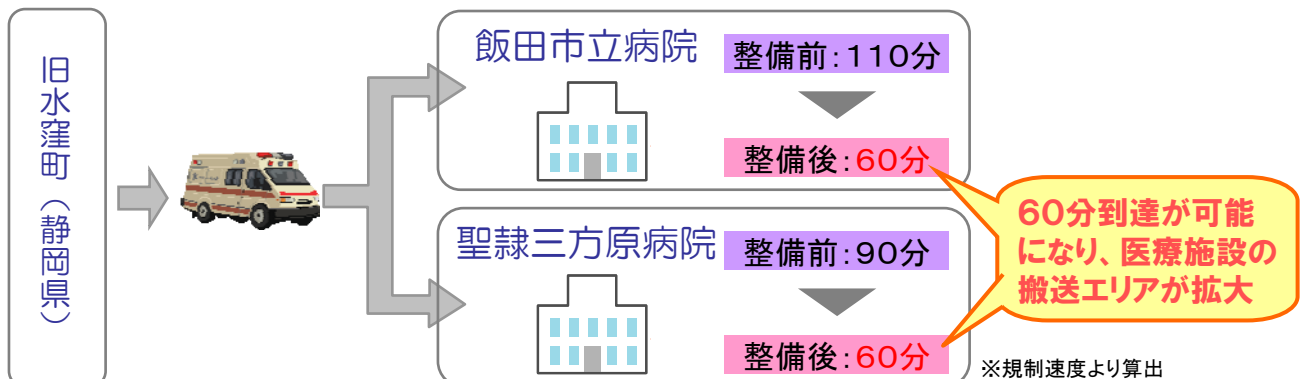 旧水窪町（静岡県）
飯田市立病院
整備前：110分
整備後：60分
聖隷三方原病院
整備前：90分
整備後：60分
60分到達が可能
になり、医療施設の
搬送エリアが拡大
※規制速度より算出